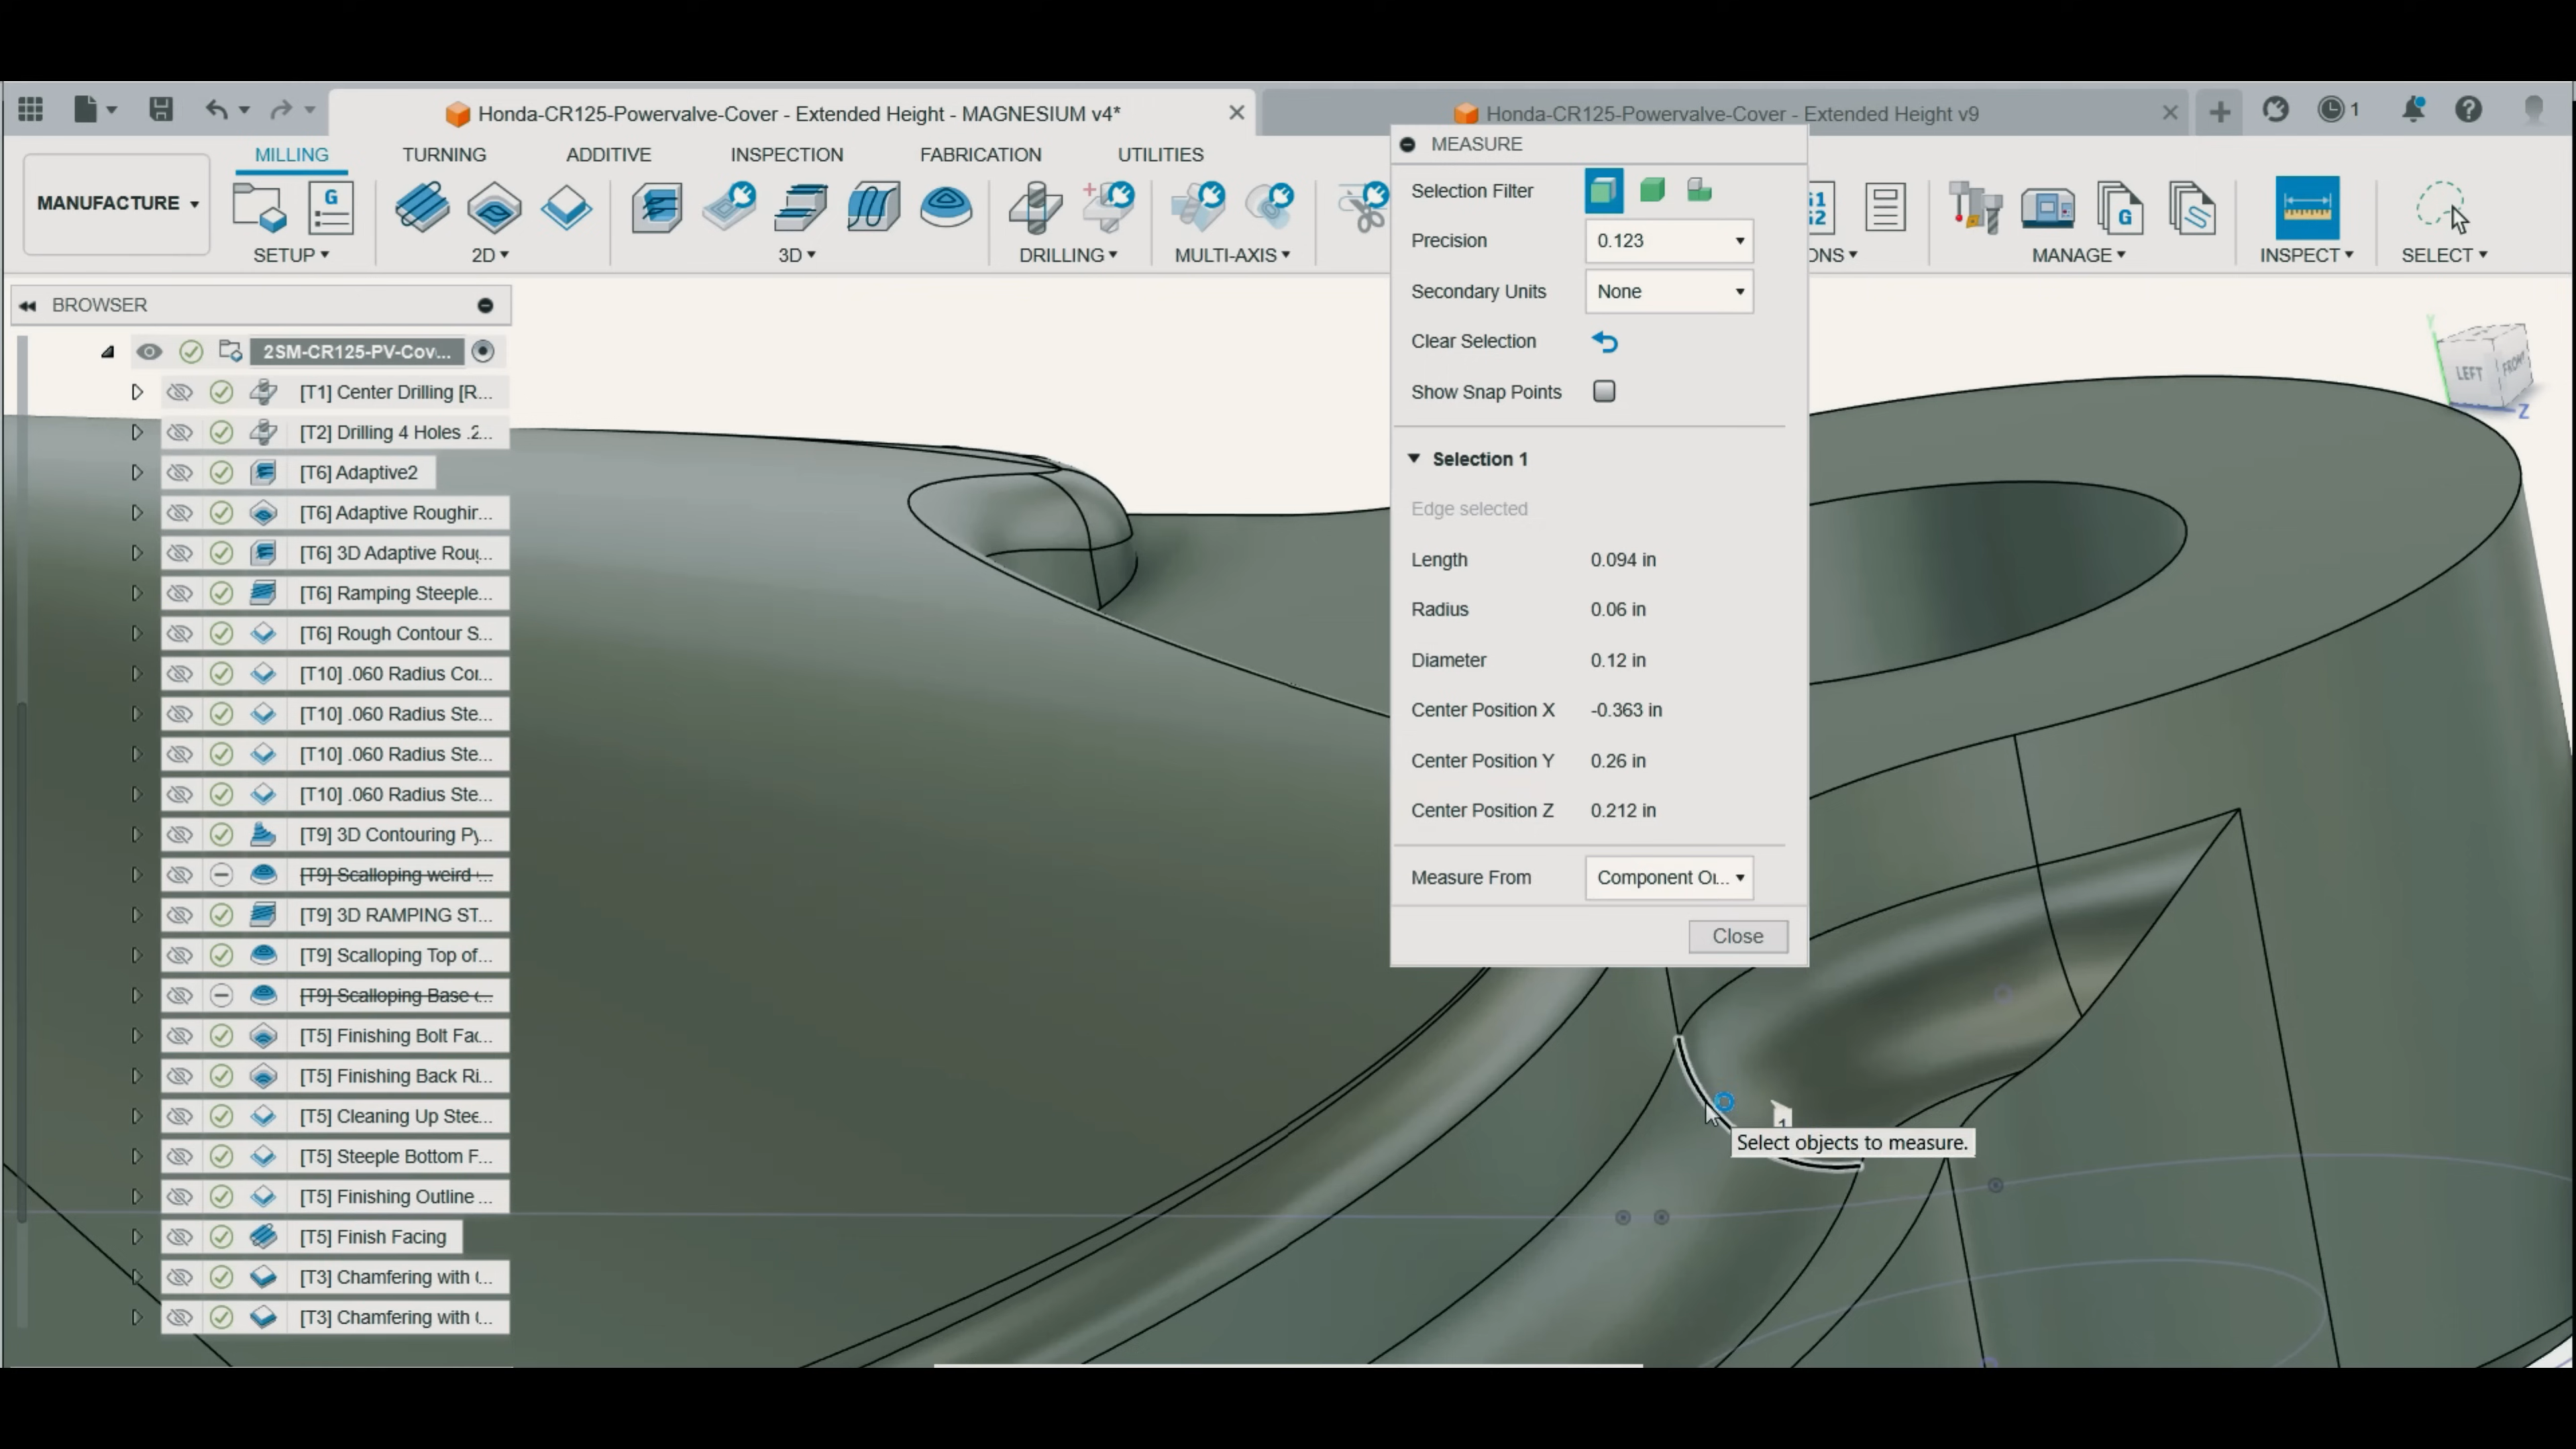 Honda-CR125-Powervalve-Cover - Extended Height - MAGNESIUM v4*
Honda-CR125-Powervalve-Cover - Extended Height v9
1
MANUFACTURE
MILLING TURNING ADDITIVE INSPECTION FABRICATION UTILITIES
G
G1
G2
G
SETUP 2D 3D DRILLING MULTI-AXIS ONS MANAGE INSPECT SELECT
BROWSER
2SM-CR125-PV-Cov...
[T1] Center Drilling [R...
[T2] Drilling 4 Holes .2...
[T6] Adaptive2
[T6] Adaptive Roughir...
[T6] 3D Adaptive Roug...
[T6] Ramping Steeple...
[T6] Rough Contour S...
[T10] .060 Radius Cor...
[T10] .060 Radius Ste...
[T10] .060 Radius Ste...
[T10] .060 Radius Ste...
[T9] 3D Contouring Py...
[T9] Scalloping weird ...
[T9] 3D RAMPING ST...
[T9] Scalloping Top of...
[T9] Scalloping Base ...
[T5] Finishing Bolt Fac...
[T5] Finishing Back Ri...
[T5] Cleaning Up Stee...
[T5] Steeple Bottom F...
[T5] Finishing Outline ...
[T5] Finish Facing
[T3] Chamfering with ...
[T3] Chamfering with ...
MEASURE
Selection Filter
Precision 0.123
Secondary Units None
Clear Selection
Show Snap Points
Selection 1
Edge selected
Length 0.094 in
Radius 0.06 in
Diameter 0.12 in
Center Position X -0.363 in
Center Position Y 0.26 in
Center Position Z 0.212 in
Measure From Component Or...
Close
Y
LEFT FRONT
Z
1
Select objects to measure.